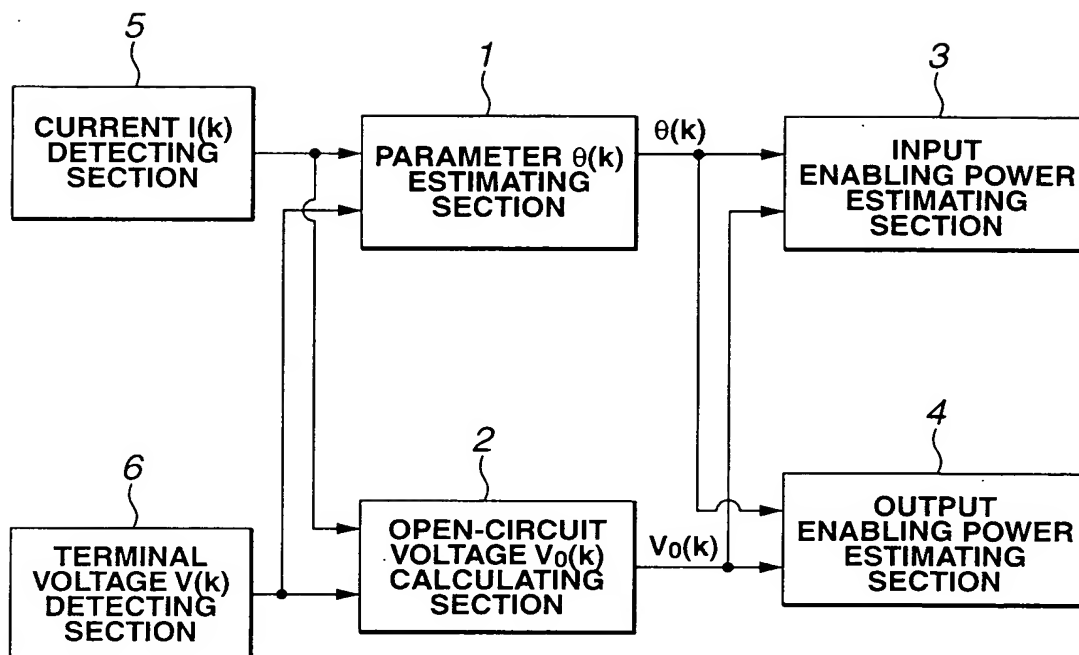 5
CURRENT I(k)
DETECTING
SECTION
1
PARAMETER θ(k)
ESTIMATING
SECTION
θ(k)
3
INPUT
ENABLING POWER
ESTIMATING
SECTION
6
TERMINAL
VOLTAGE V(k)
DETECTING
SECTION
2
OPEN-CIRCUIT
VOLTAGE V0(k)
CALCULATING
SECTION
V0(k)
4
OUTPUT
ENABLING POWER
ESTIMATING
SECTION